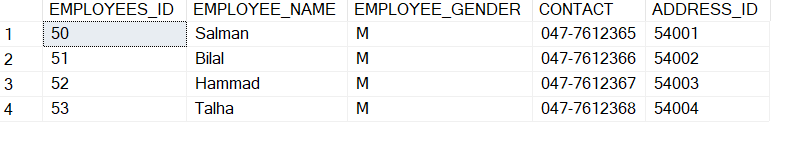 EMPLOYEES_ID EMPLOYEE_NAME EMPLOYEE_GENDER CONTACT ADDRESS_ID
1 50 Salman M 047-7612365 54001
2 51 Bilal M 047-7612366 54002
3 52 Hammad M 047-7612367 54003
4 53 Talha M 047-7612368 54004